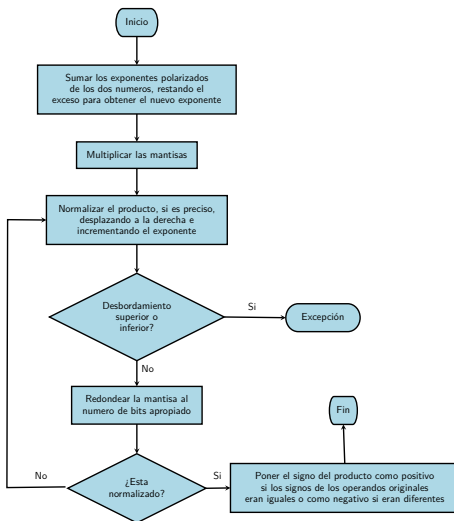 Inicio
Sumar los exponentes polarizados
de los dos numeros, restando el
exceso para obtener el nuevo exponente
Multiplicar las mantisas
Normalizar el producto, si es preciso,
desplazando a la derecha e
incrementando el exponente
Desbordamiento
superior o
inferior?
Si
Excepción
No
Redondear la mantisa al
numero de bits apropiado
Fin
¿Esta
normalizado?
No
Si
Poner el signo del producto como positivo
si los signos de los operandos originales
eran iguales o como negativo si eran diferentes